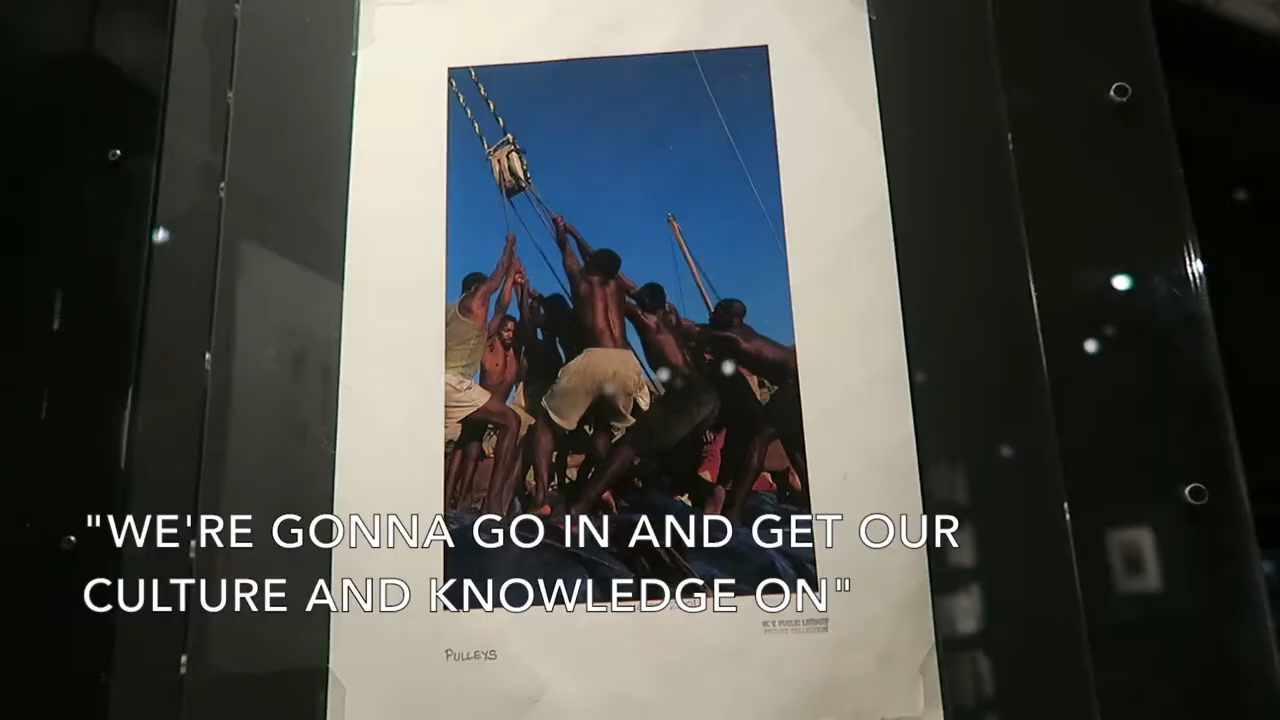 "WE'RE GONNA GO IN AND GET OUR
CULTURE AND KNOWLEDGE ON"
PULLEYS